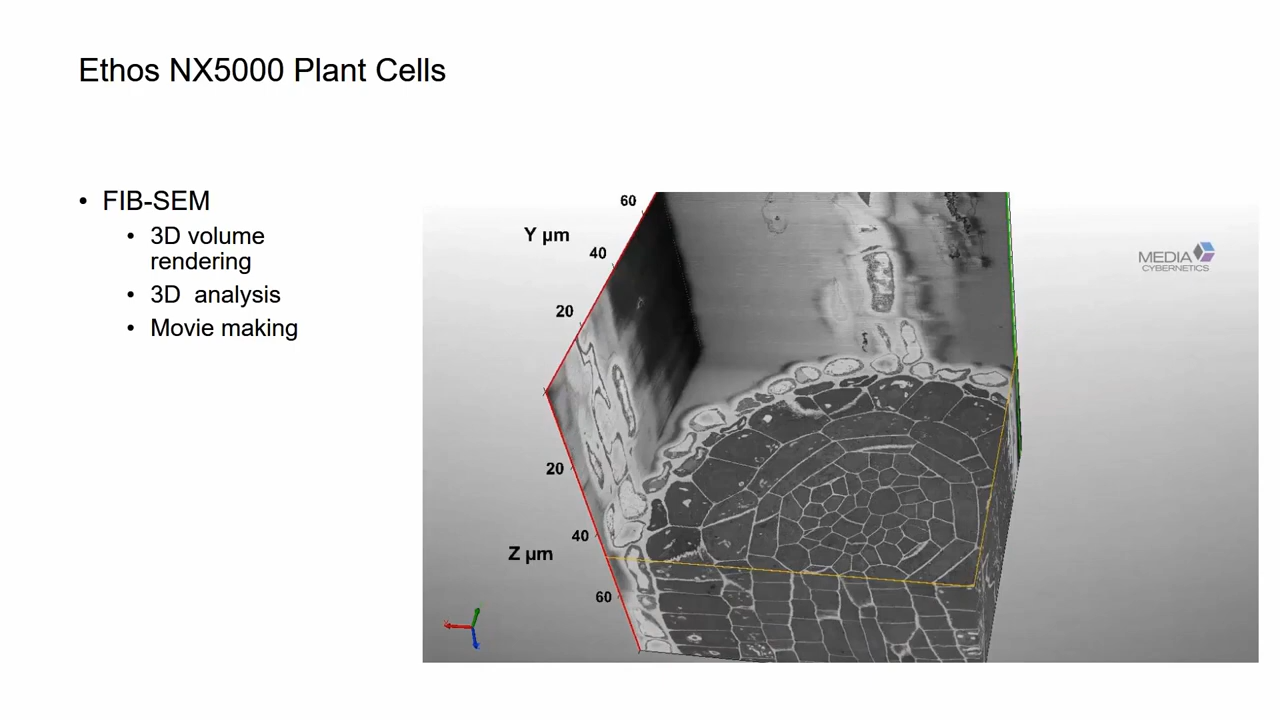 Ethos NX5000 Plant Cells
• FIB-SEM
• 3D volume
rendering
• 3D analysis
• Movie making
60
Y µm
40
20
20
40
Z µm
60
MEDIA
CYBERNETICS